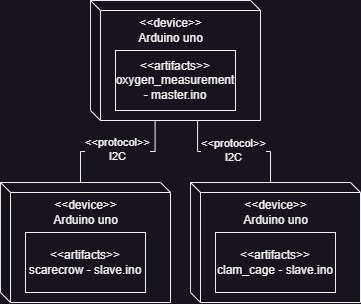 <<device>>
Arduino uno
<<artifacts>>
oxygen_measurement
- master.ino
<<protocol>>
I2C
<<protocol>>
I2C
<<device>>
Arduino uno
<<artifacts>>
scarecrow - slave.ino
<<device>>
Arduino uno
<<artifacts>>
clam_cage - slave.ino